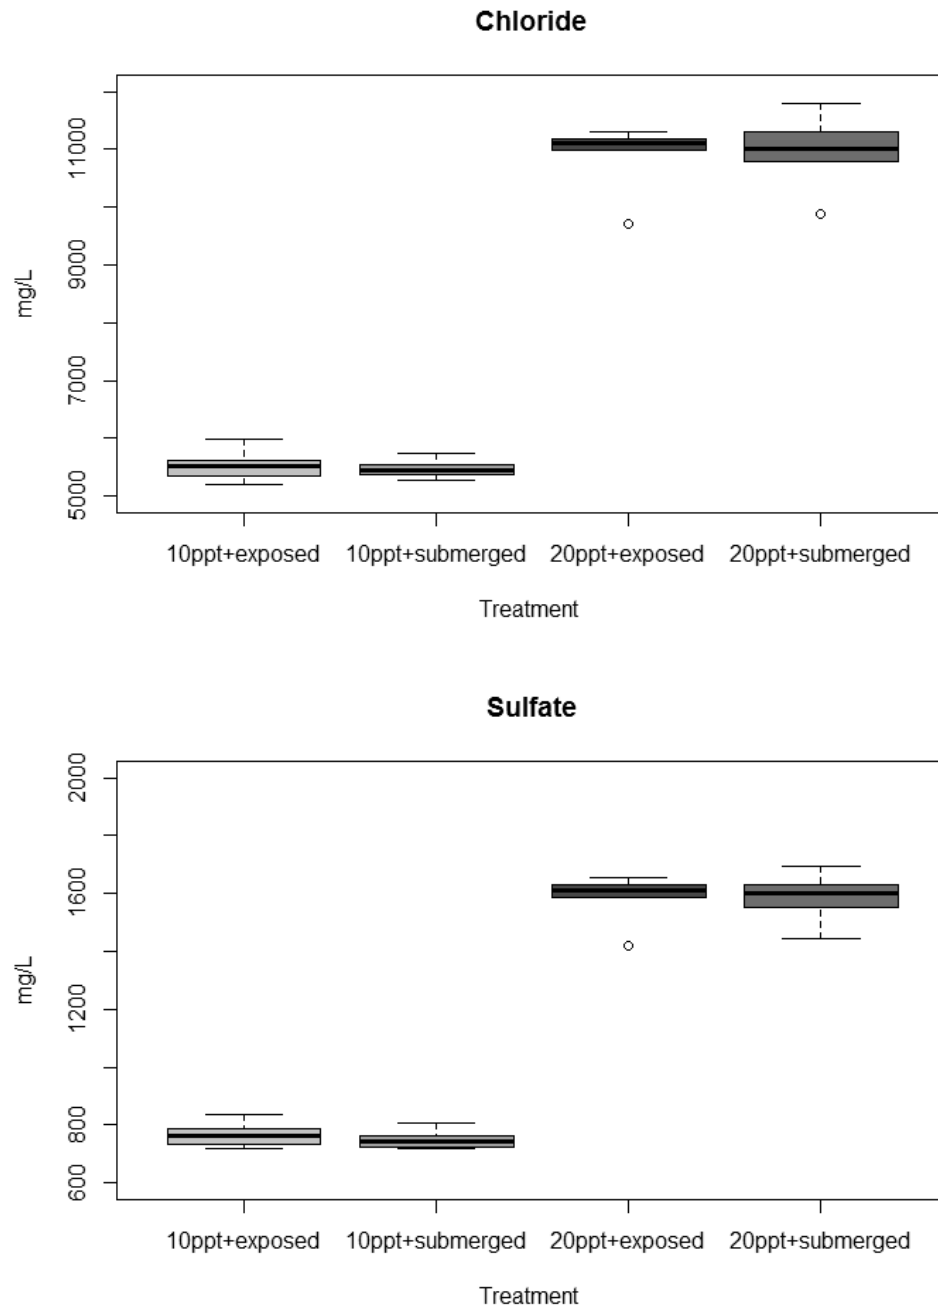 Chloride
11000
9000
7000
5000
mg/L
10ppt+exposed 10ppt+submerged 20ppt+exposed 20ppt+submerged
Treatment
Sulfate
2000
1600
1200
800
600
mg/L
10ppt+exposed 10ppt+submerged 20ppt+exposed 20ppt+submerged
Treatment